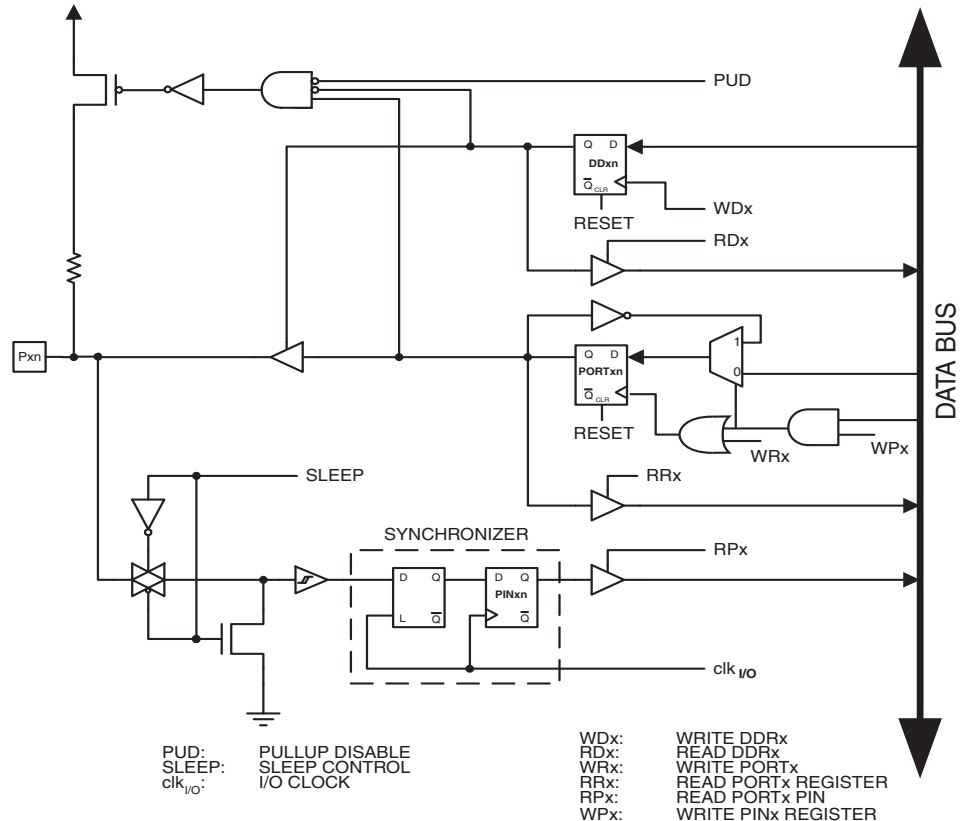 PUD
Q D
DDxn
Q CLR
WDx
RESET
RDx
Pxn
1
Q D
PORTxn
0
Q CLR
RESET
WRx
WPx
DATA BUS
SLEEP
RRx
SYNCHRONIZER
RPx
D Q
D Q
PINxn
L Q
Q
clk I/O
PUD: PULLUP DISABLE
SLEEP: SLEEP CONTROL
clkI/O: I/O CLOCK
WDx: WRITE DDRx
RDx: READ DDRx
WRx: WRITE PORTx
RRx: READ PORTx REGISTER
RPx: READ PORTx PIN
WPx: WRITE PINx REGISTER